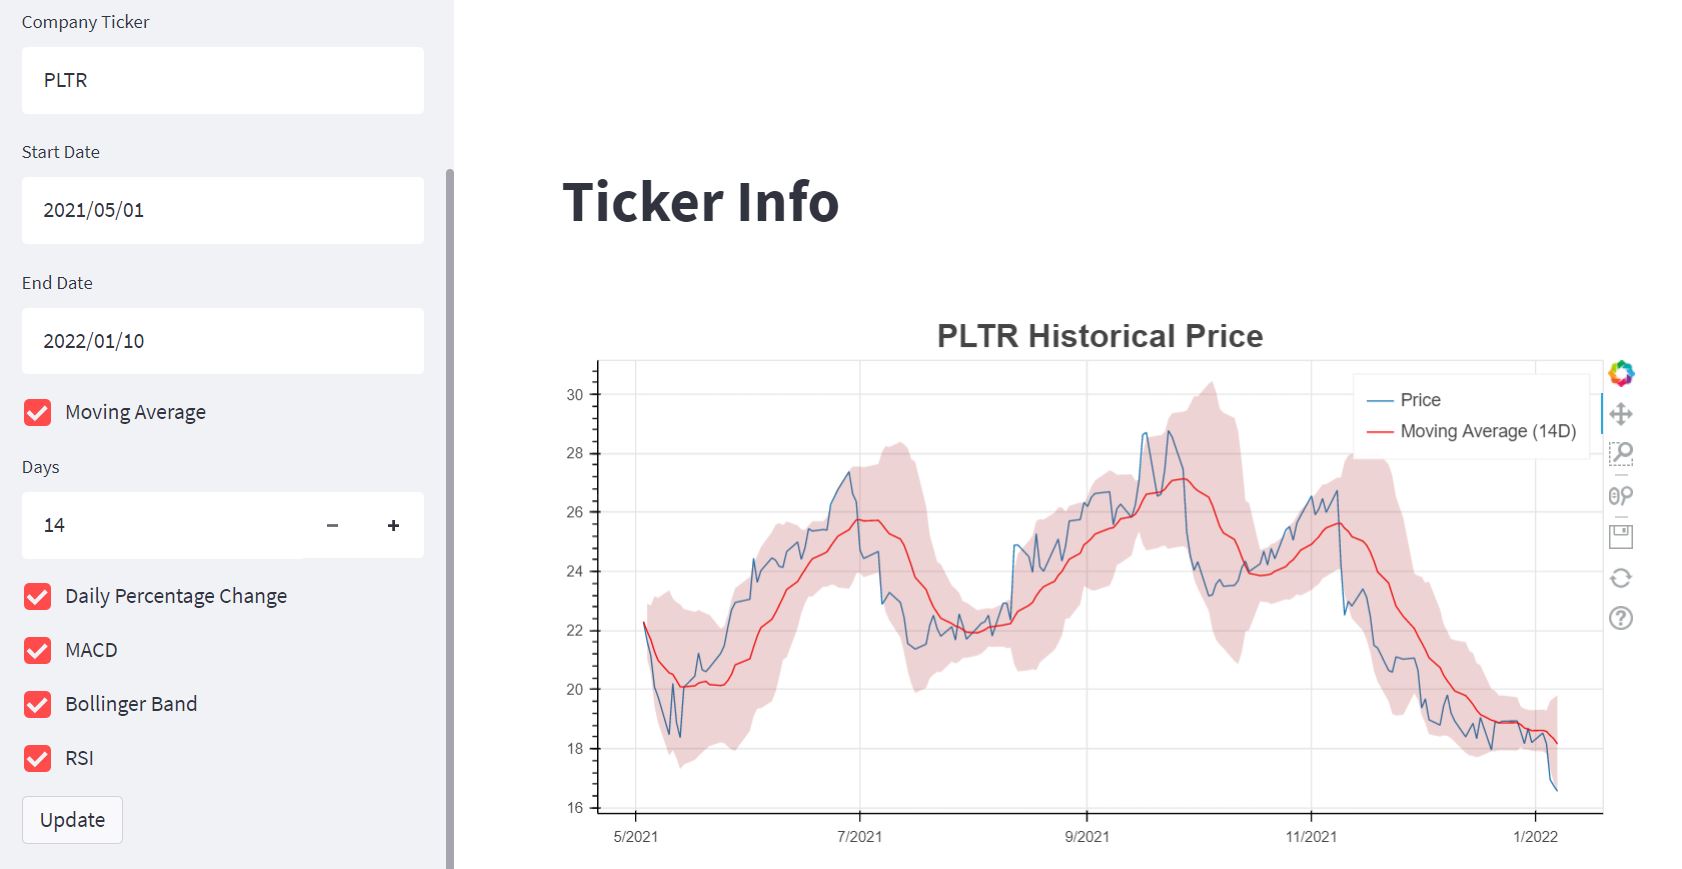 Company Ticker
PLTR
Start Date
2021/05/01
End Date
2022/01/10
Moving Average
Days
14
Daily Percentage Change
MACD
Bollinger Band
RSI
Update
Ticker Info
PLTR Historical Price
Price
Moving Average (14D)
30
28
26
24
22
20
18
16
5/2021 7/2021 9/2021 11/2021 1/2022